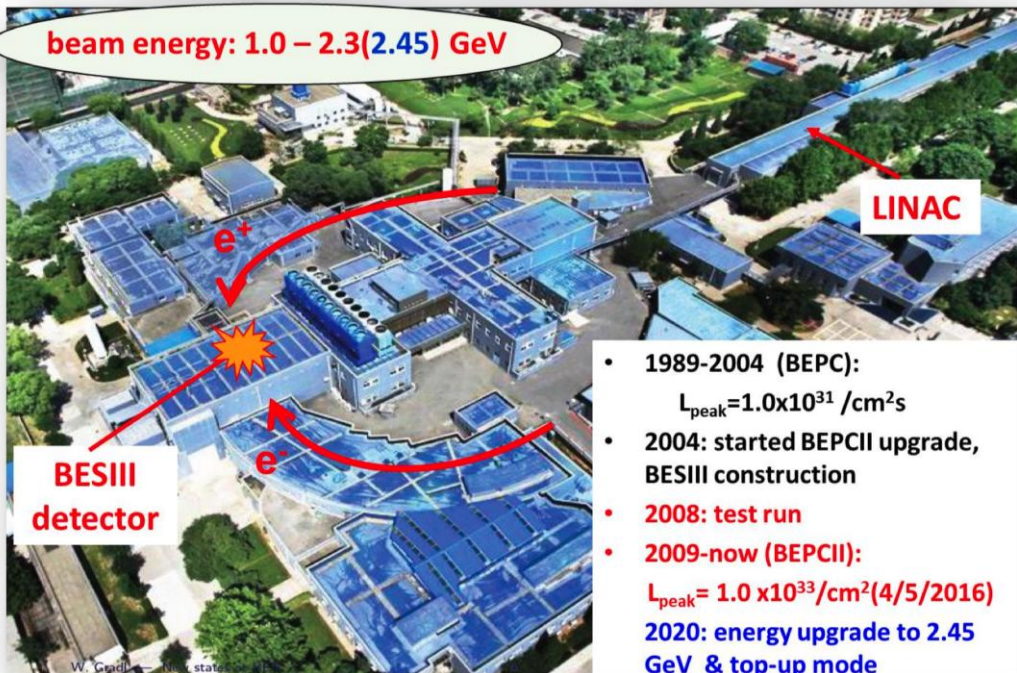 beam energy: 1.0 – 2.3(2.45) GeV
LINAC
e⁺
e⁻
BESIII
detector
• 1989-2004 (BEPC):
Lpeak=1.0x10³¹ /cm²s
• 2004: started BEPCII upgrade,
BESIII construction
• 2008: test run
• 2009-now (BEPCII):
Lpeak= 1.0 x10³³/cm²(4/5/2016)
2020: energy upgrade to 2.45
GeV & top-up mode
W. Gradl — New states